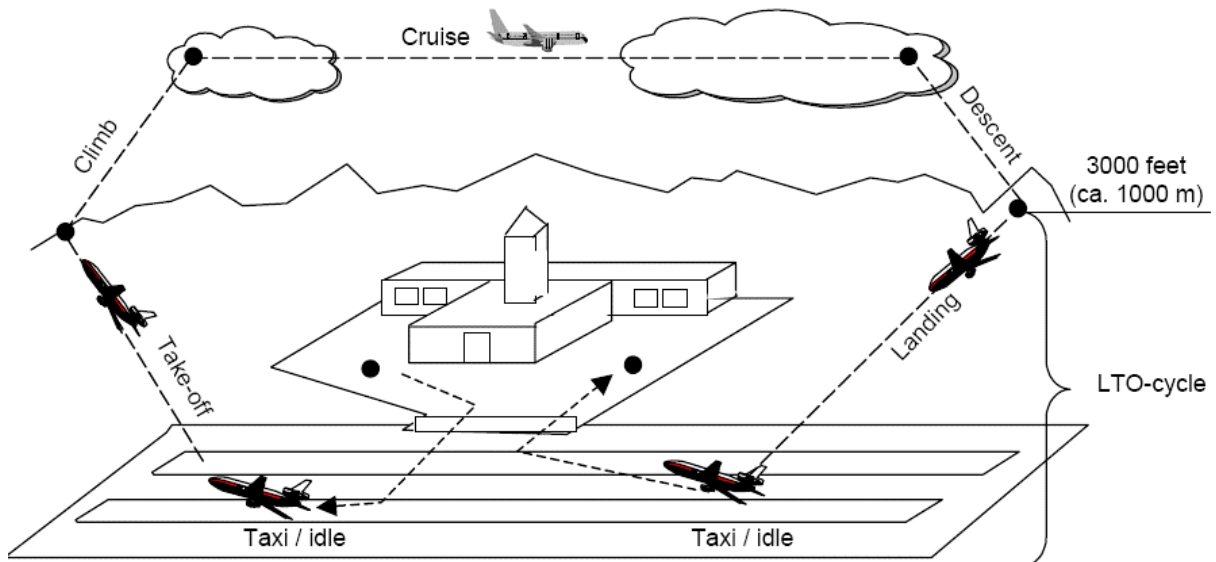 Cruise
Climb
Descent
3000 feet
(ca. 1000 m)
Take-off
Landing
LTO-cycle
Taxi / idle
Taxi / idle